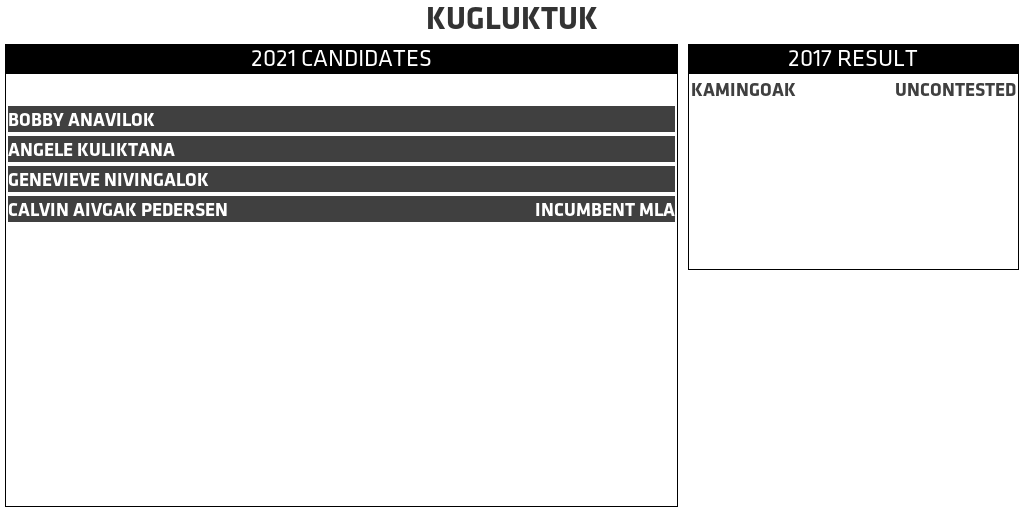 KUGLUKTUK
2021 CANDIDATES
BOBBY ANAVILOK
ANGELE KULIKTANA
GENEVIEVE NIVINGALOK
CALVIN AIVGAK PEDERSEN INCUMBENT MLA
2017 RESULT
KAMINGOAK UNCONTESTED